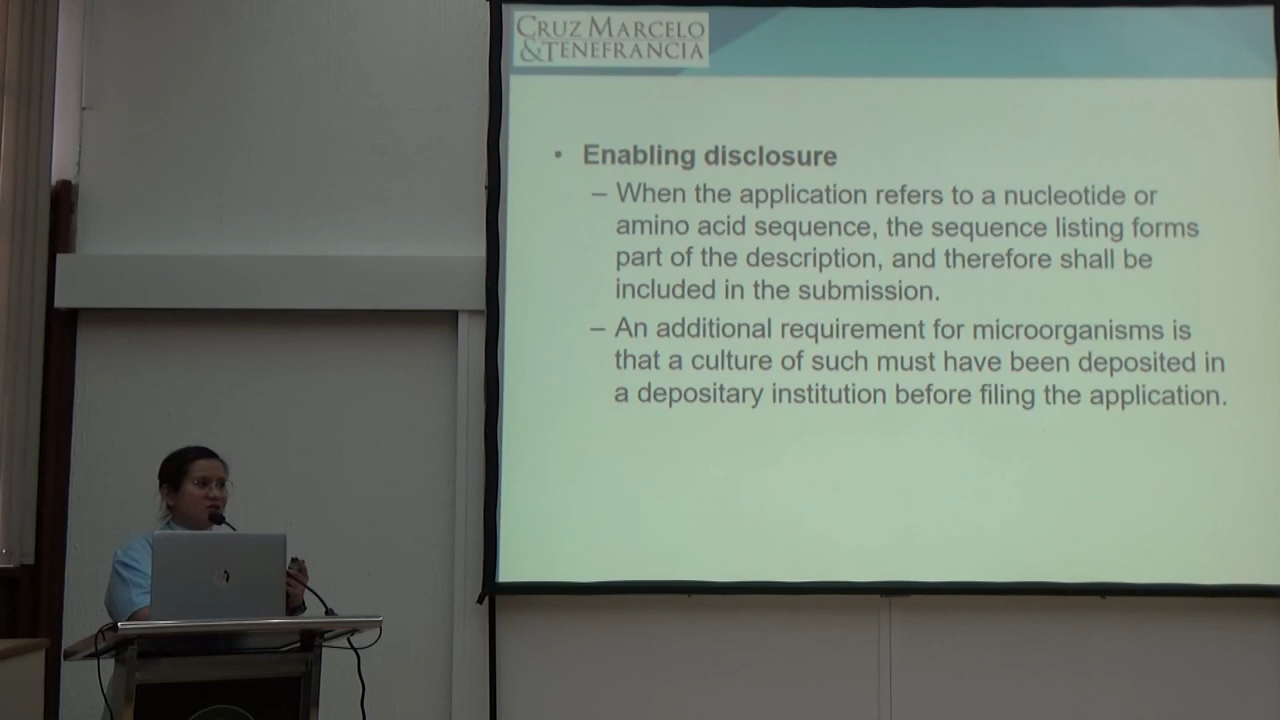 CRUZ MARCELO
& TENEFRANCIA
• Enabling disclosure
– When the application refers to a nucleotide or
amino acid sequence, the sequence listing forms
part of the description, and therefore shall be
included in the submission.
– An additional requirement for microorganisms is
that a culture of such must have been deposited in
a depositary institution before filing the application.